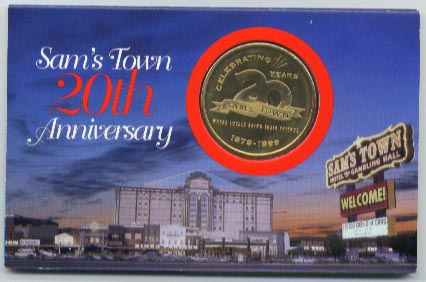 Sam's Town
20th
Anniversary
CELEBRATING
20 YEARS
SAM'S TOWN
WHERE LOCALS BRING THEIR FRIENDS
1979-1999
SAM'S TOWN
HOTEL & GAMBLING HALL
WELCOME!